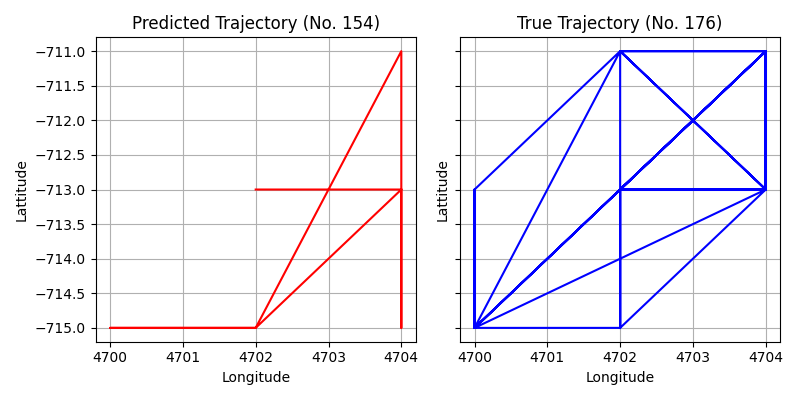 Predicted Trajectory (No. 154)
True Trajectory (No. 176)
Lattitude
−711.0
−711.5
−712.0
−712.5
−713.0
−713.5
−714.0
−714.5
−715.0
4700 4701 4702 4703 4704
Longitude
Lattitude
4700 4701 4702 4703 4704
Longitude